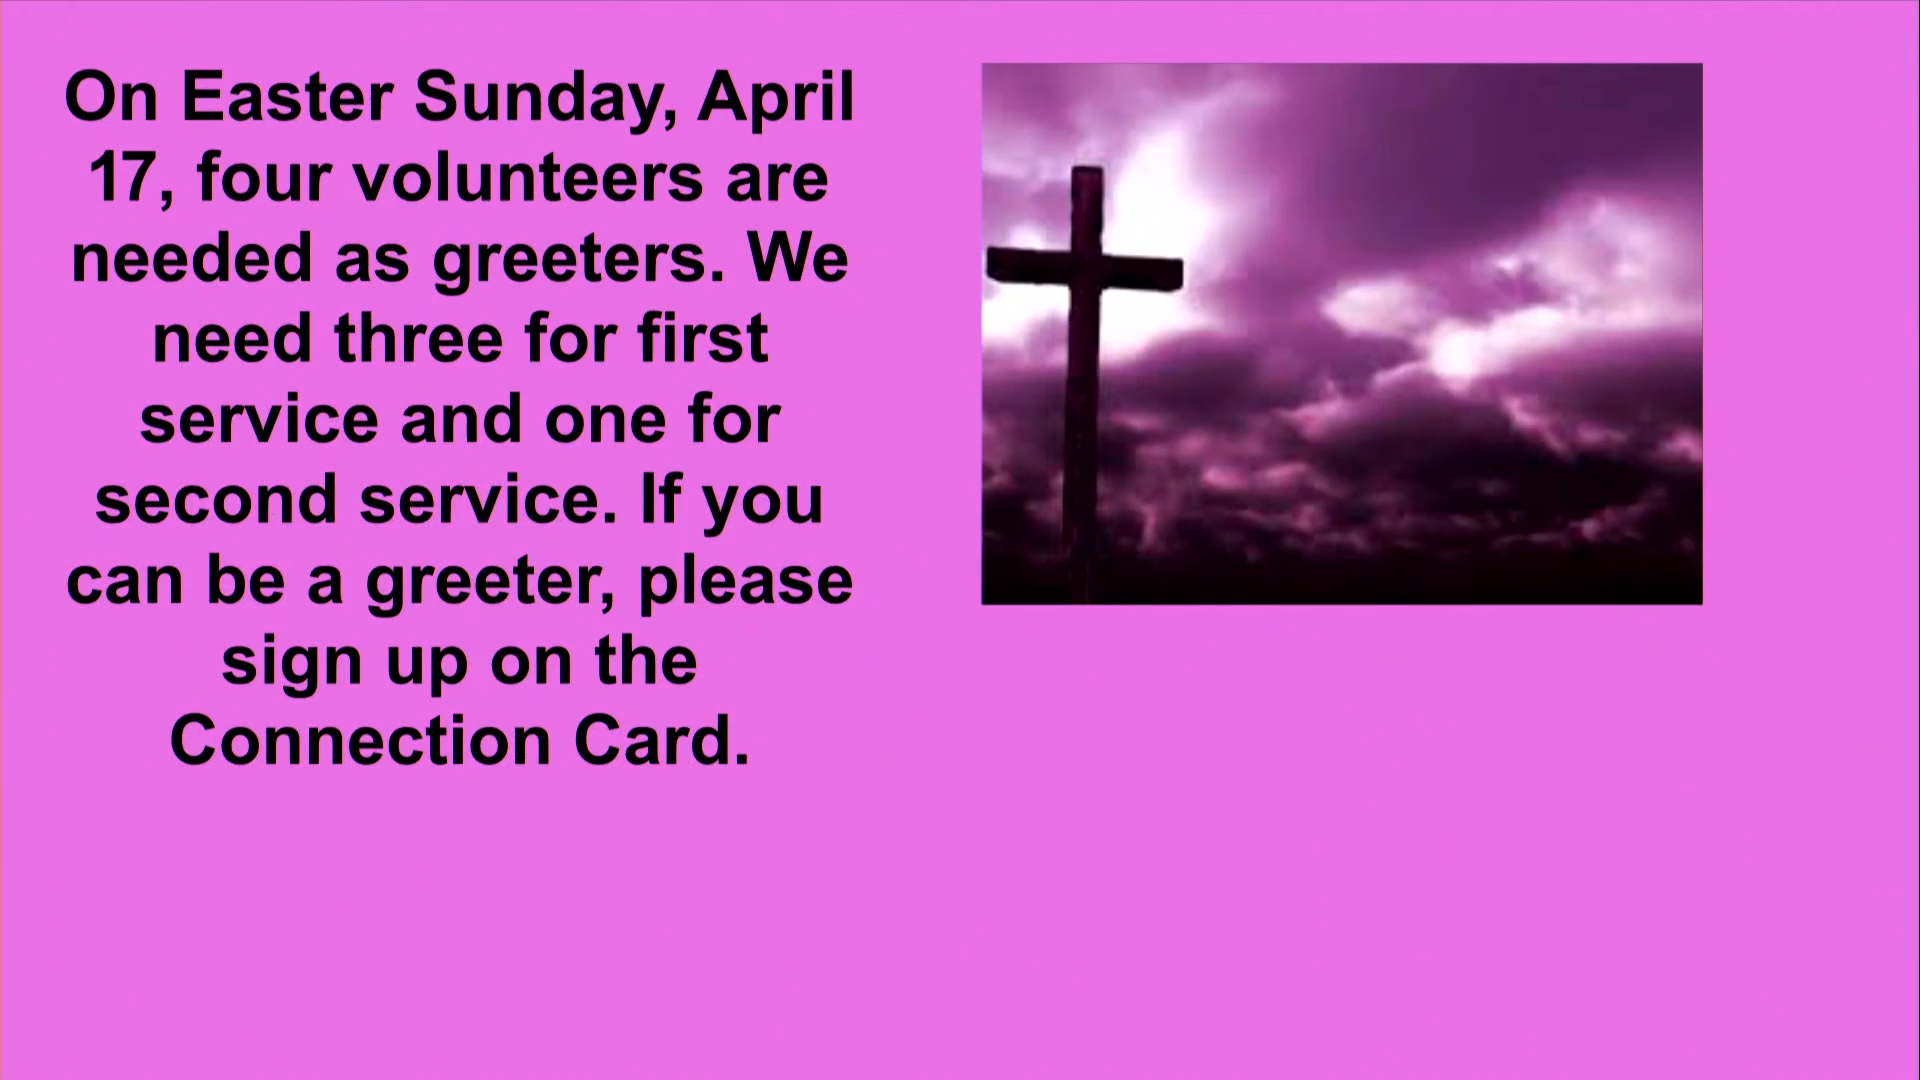 On Easter Sunday, April
17, four volunteers are
needed as greeters. We
need three for first
service and one for
second service. If you
can be a greeter, please
sign up on the
Connection Card.